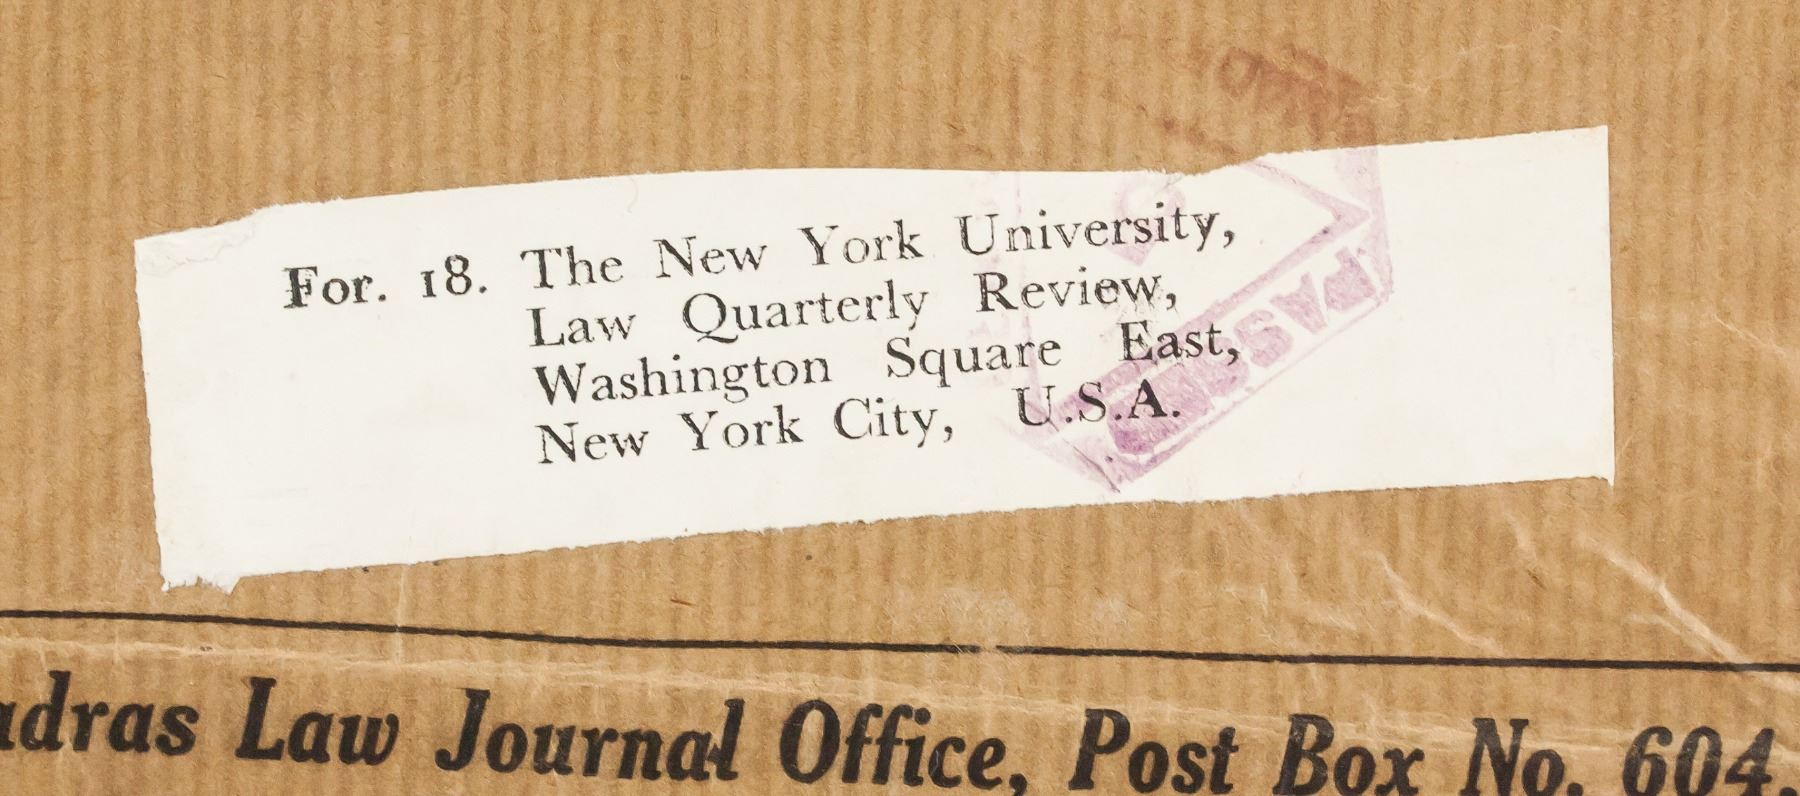 For. 18. The New York University,
Law Quarterly Review,
Washington Square East,
New York City, U.S.A.
PASSED
adras Law Journal Office, Post Box No. 604.